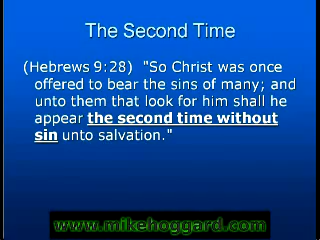 The Second Time
(Hebrews 9:28)  "So Christ was once
offered to bear the sins of many; and
unto them that look for him shall he
appear the second time without
sin unto salvation."
www.mikehoggard.com